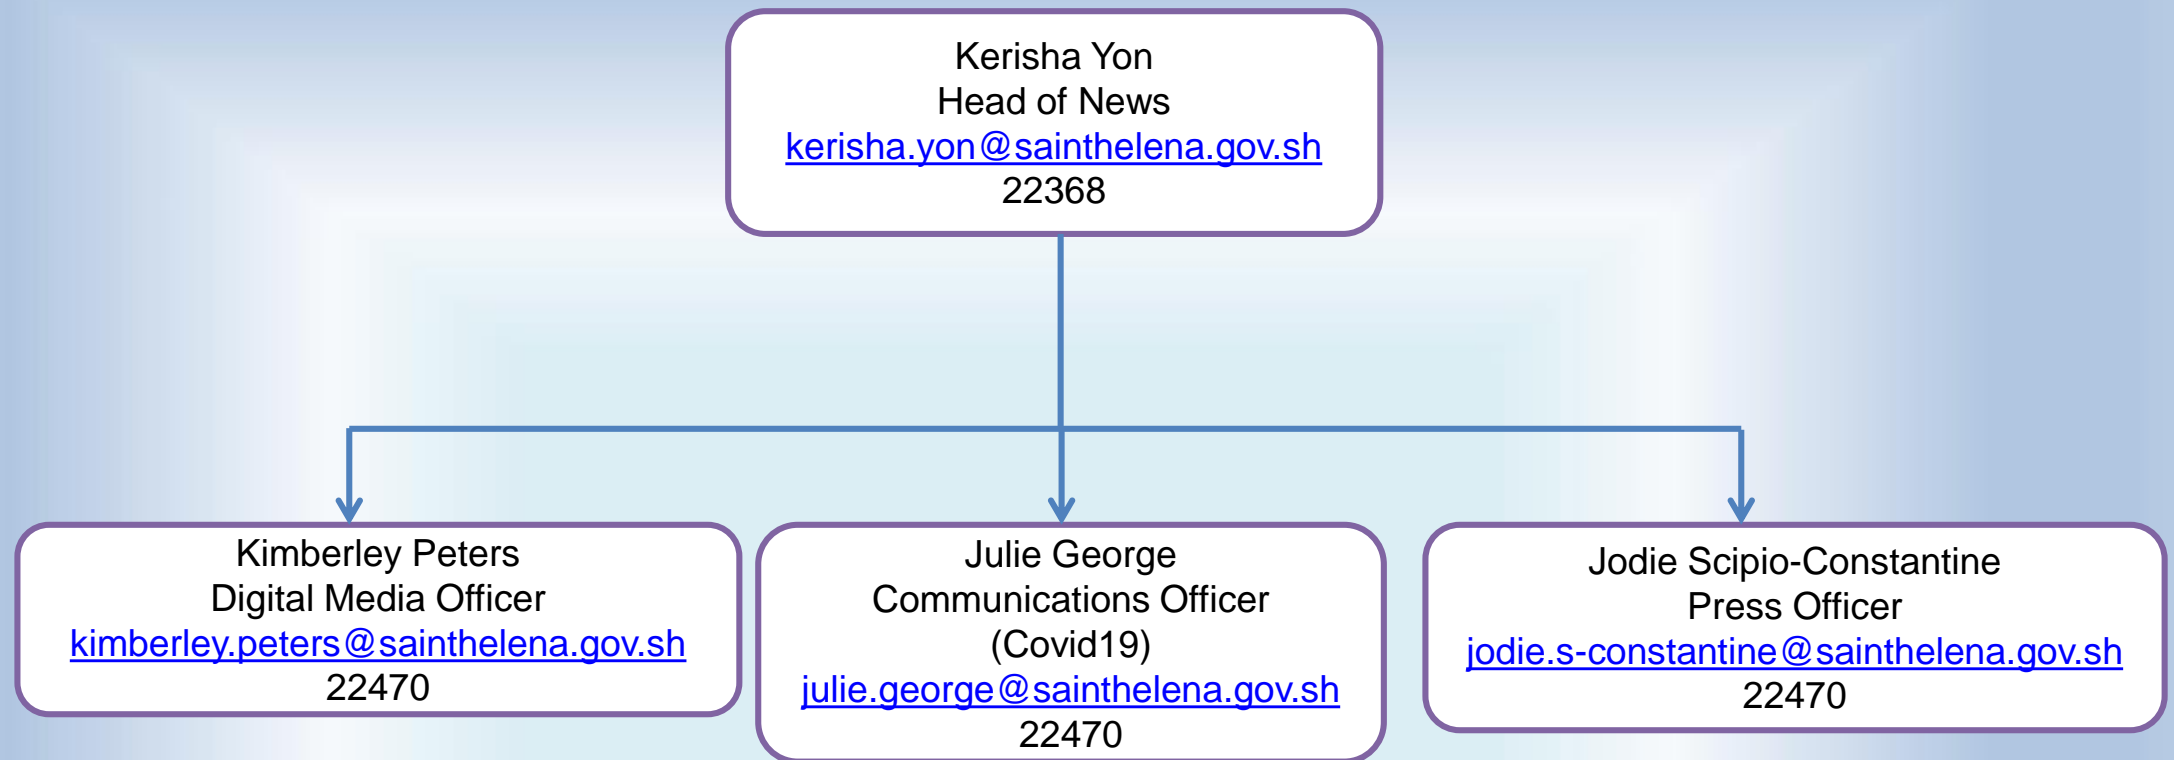 Kerisha Yon
Head of News
kerisha.yon@sainthelena.gov.sh
22368
Kimberley Peters
Digital Media Officer
kimberley.peters@sainthelena.gov.sh
22470
Julie George
Communications Officer
(Covid19)
julie.george@sainthelena.gov.sh
22470
Jodie Scipio-Constantine
Press Officer
jodie.s-constantine@sainthelena.gov.sh
22470